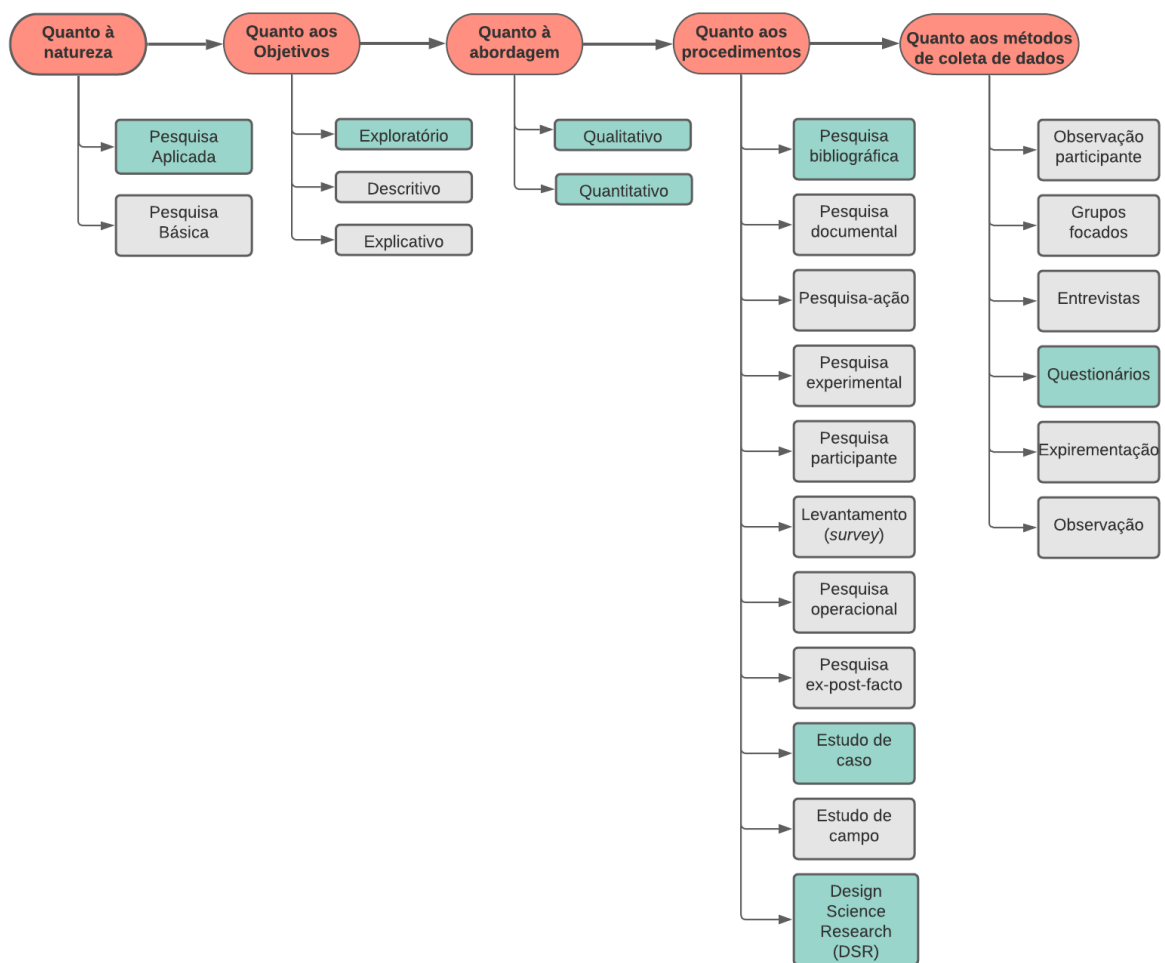 Quanto à
natureza
Quanto aos
Objetivos
Quanto à
abordagem
Quanto aos
procedimentos
Quanto aos métodos
de coleta de dados
Pesquisa
Aplicada
Pesquisa
Básica
Exploratório
Descritivo
Explicativo
Qualitativo
Quantitativo
Pesquisa
bibliográfica
Pesquisa
documental
Pesquisa-ação
Pesquisa
experimental
Pesquisa
participante
Levantamento
(survey)
Pesquisa
operacional
Pesquisa
ex-post-facto
Estudo de
caso
Estudo de
campo
Design
Science
Research
(DSR)
Observação
participante
Grupos
focados
Entrevistas
Questionários
Expirementação
Observação